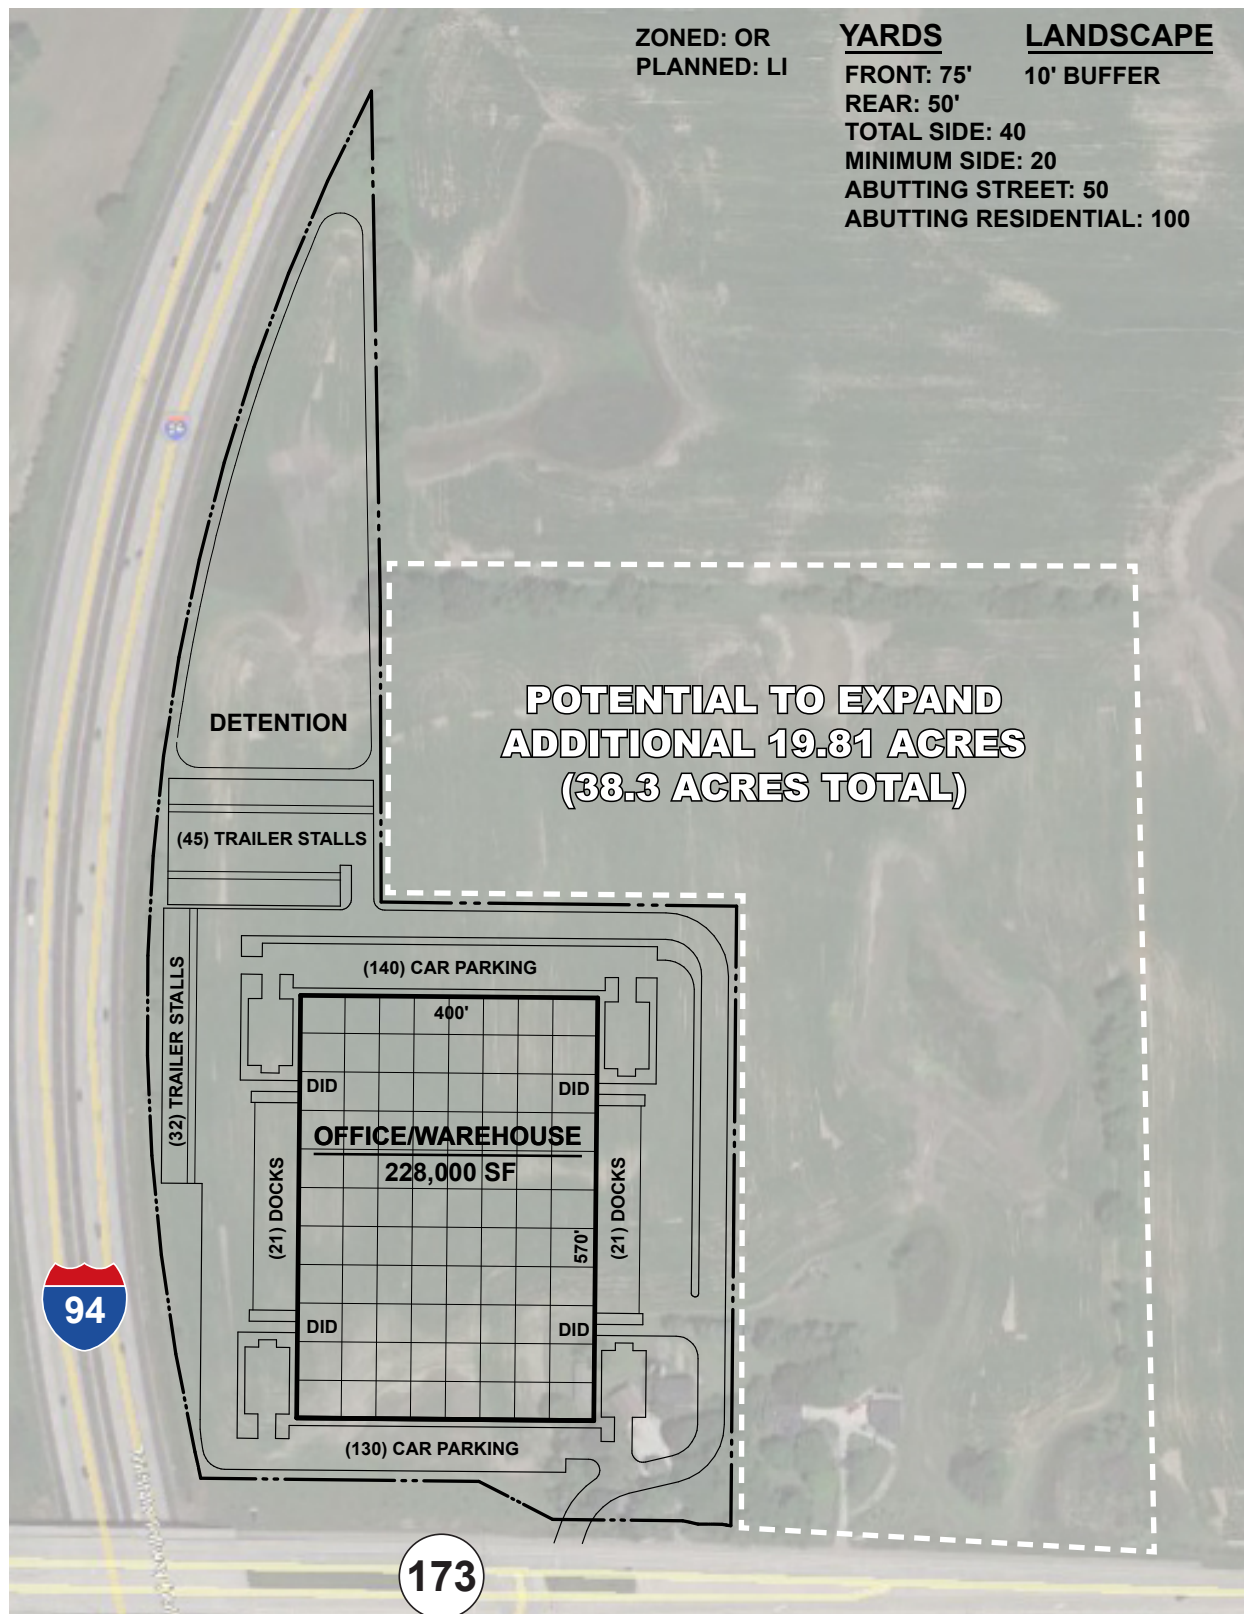 ZONED: OR
PLANNED: LI
YARDS
FRONT: 75'
REAR: 50'
TOTAL SIDE: 40
MINIMUM SIDE: 20
ABUTTING STREET: 50
ABUTTING RESIDENTIAL: 100
LANDSCAPE
10' BUFFER
94
DETENTION
POTENTIAL TO EXPAND
ADDITIONAL 19.81 ACRES
(38.3 ACRES TOTAL)
(45) TRAILER STALLS
(32) TRAILER STALLS
(140) CAR PARKING
400'
DID
DID
OFFICE/WAREHOUSE
228,000 SF
(21) DOCKS
570'
(21) DOCKS
DID
DID
94
(130) CAR PARKING
173